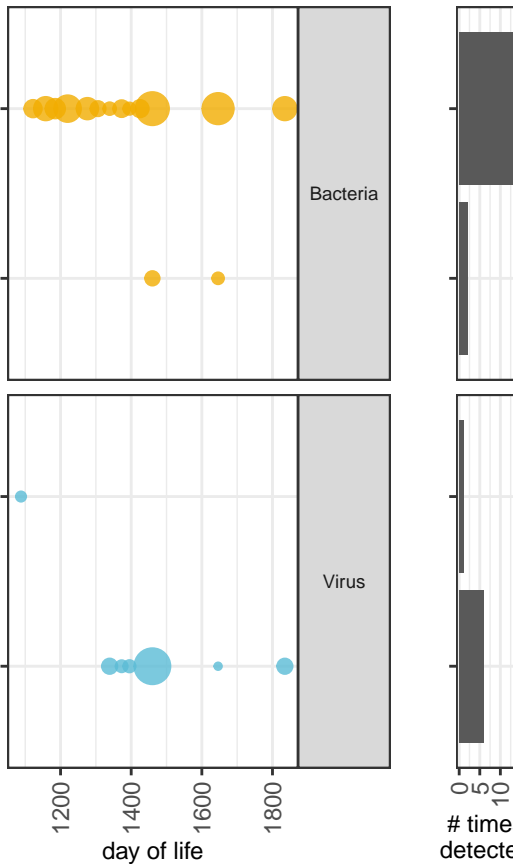 Bacteria
Virus
1200
1400
1600
1800
day of life
0
5
10
# time
detecte